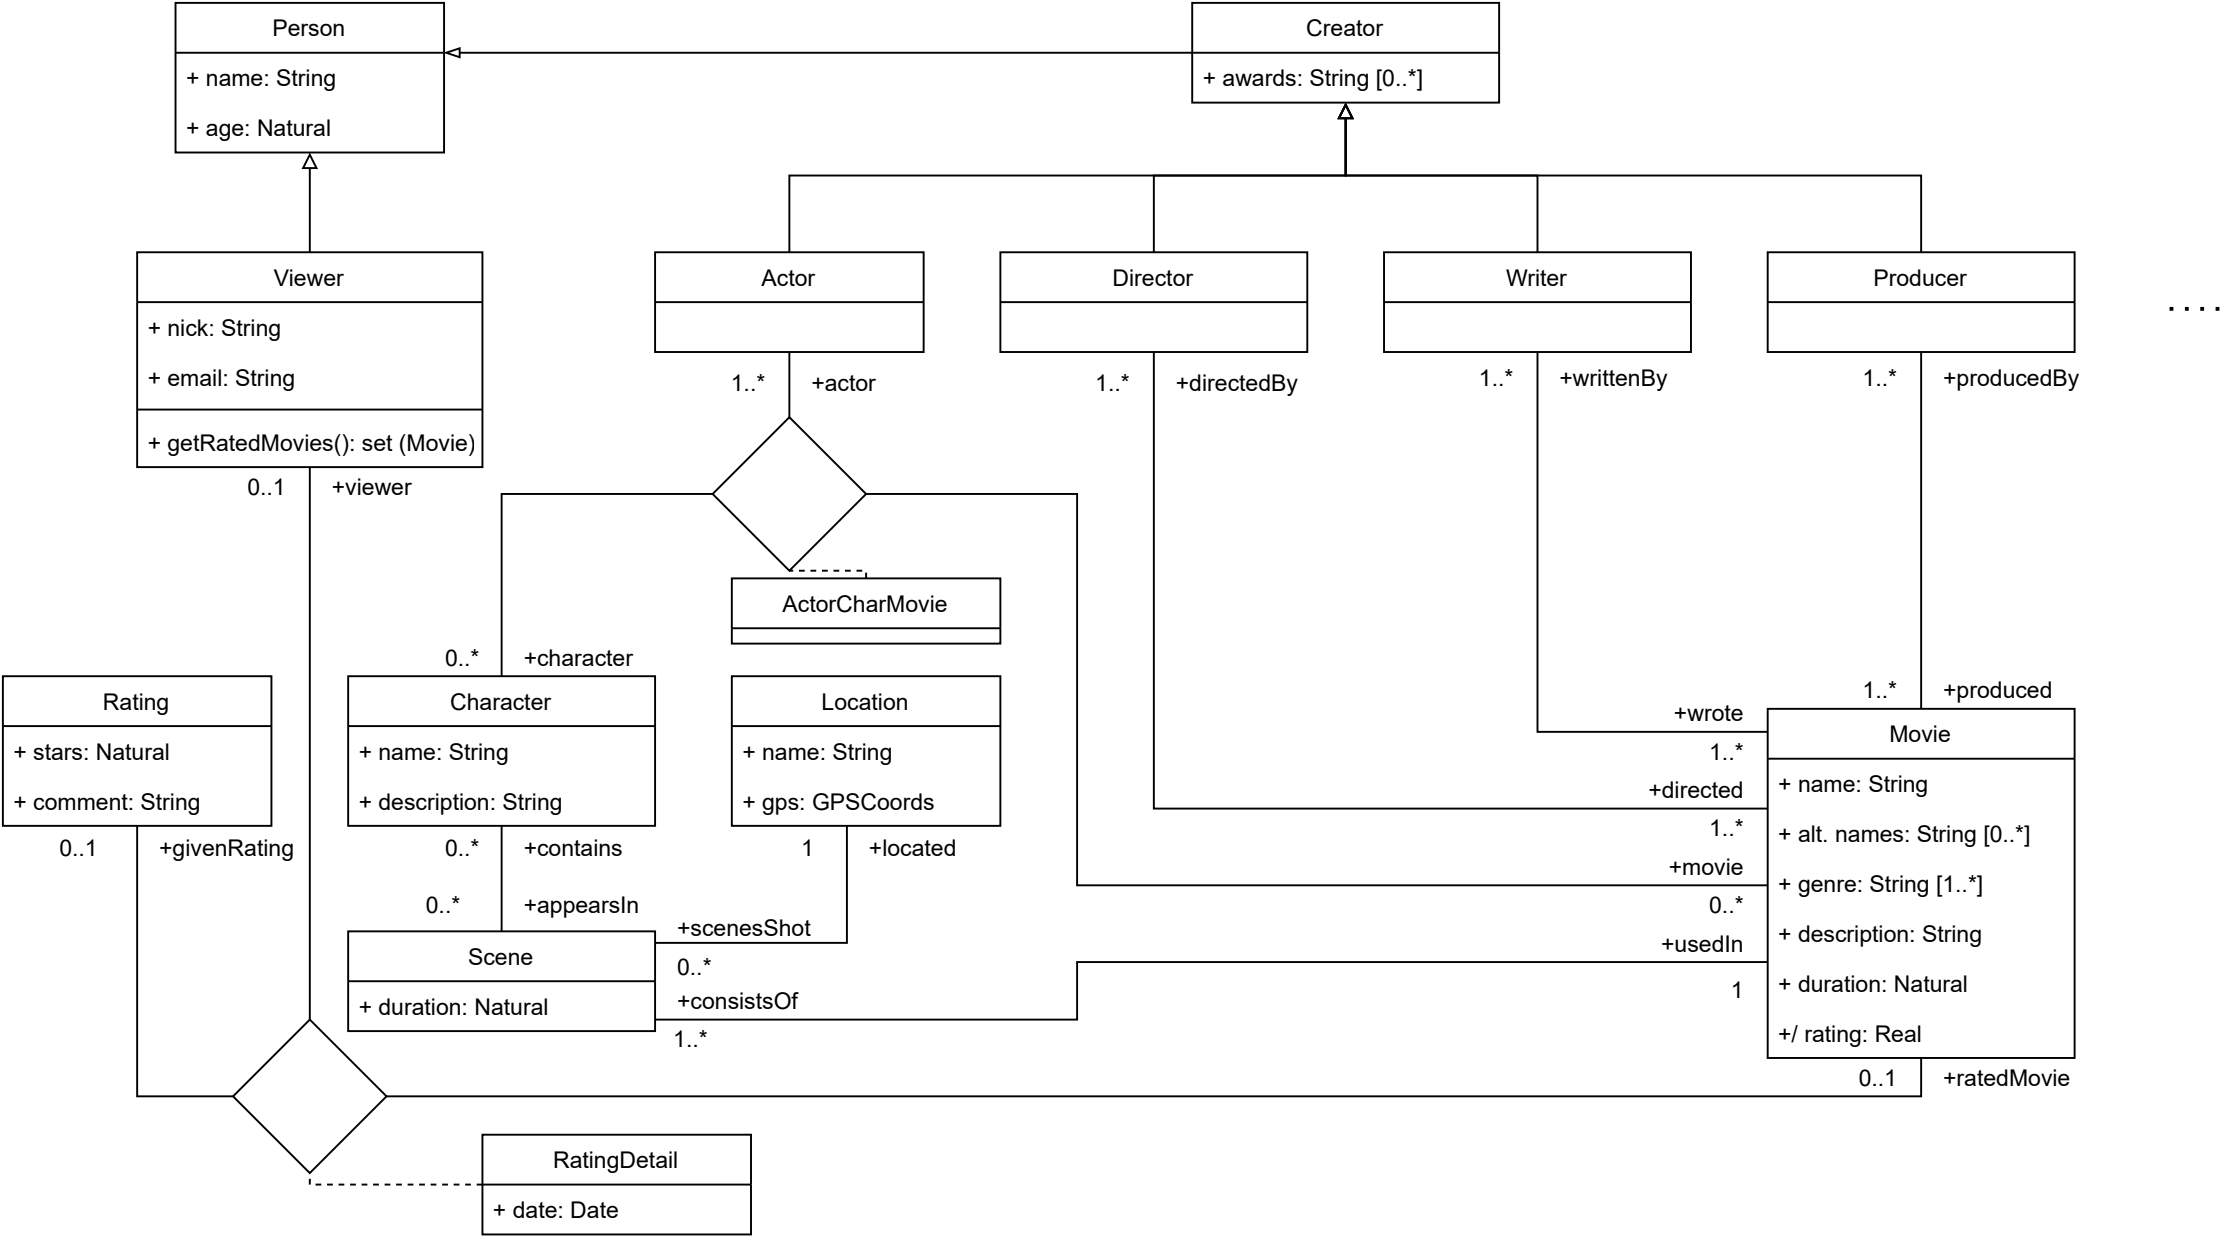 Person
+ name: String
+ age: Natural
Creator
+ awards: String [0..*]
Viewer
+ nick: String
+ email: String
+ getRatedMovies(): set (Movie)
Actor
Director
Writer
Producer
. . . .
1..* +actor
1..* +directedBy
1..* +writtenBy
1..* +producedBy
0..1 +viewer
ActorCharMovie
0..* +character
Rating
+ stars: Natural
+ comment: String
Character
+ name: String
+ description: String
Location
+ name: String
+ gps: GPSCoords
1..* +produced
+wrote
1..*
+directed
1..*
+movie
0..*
+usedIn
1
Movie
+ name: String
+ alt. names: String [0..*]
+ genre: String [1..*]
+ description: String
+ duration: Natural
+/ rating: Real
0..1 +givenRating
0..* +contains
1 +located
0..* +appearsIn
+scenesShot
0..*
Scene
+ duration: Natural
+consistsOf
1..*
0..1 +ratedMovie
RatingDetail
+ date: Date